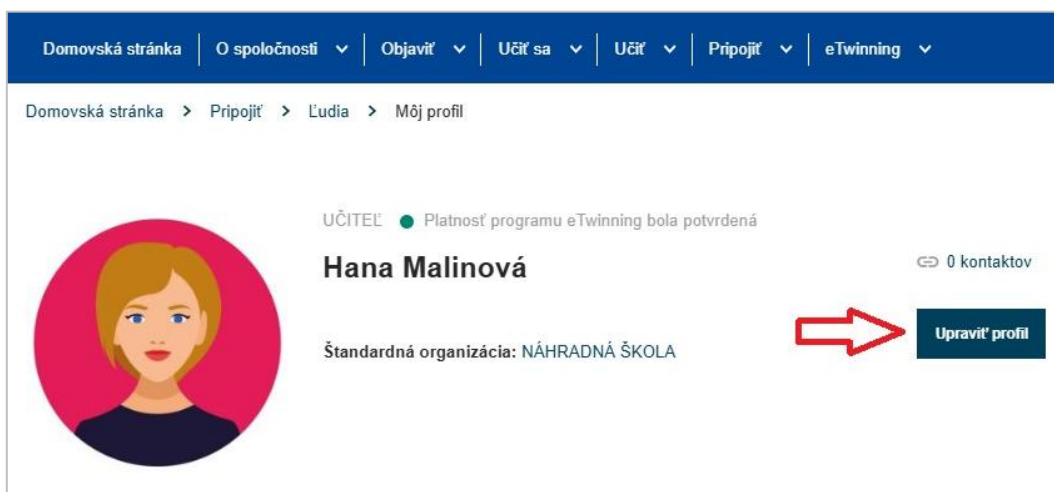 Domovská stránka O spoločnosti Objaviť Učiť sa Učiť Pripojiť eTwinning
Domovská stránka > Pripojiť > Ľudia > Môj profil
UČITEĽ Platnosť programu eTwinning bola potvrdená
Hana Malinová
0 kontaktov
Upraviť profil
Štandardná organizácia: NÁHRADNÁ ŠKOLA